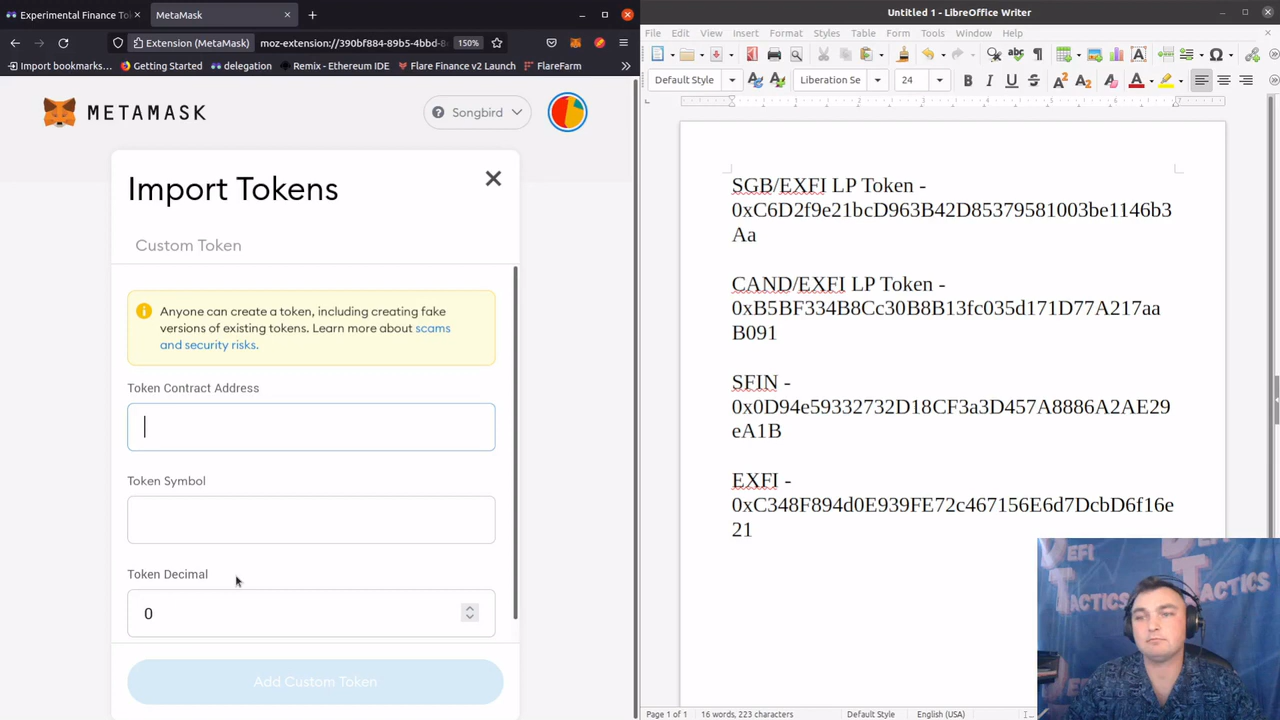 Experimental Finance To
MetaMask
Extension (MetaMask)
moz-extension://390bf884-89b5-4bbd-8
150%
Import bookmarks...
Getting Started
delegation
Remix - Ethereum IDE
Flare Finance v2 Launch
FlareFarm
METAMASK
Songbird
Import Tokens
Custom Token
Anyone can create a token, including creating fake
versions of existing tokens. Learn more about scams
and security risks.
Token Contract Address
Token Symbol
Token Decimal
0
Add Custom Token
Untitled 1 - LibreOffice Writer
File Edit View Insert Format Styles Table Form Tools Window Help
Default Style
Liberation Se
24
SGB/EXFI LP Token -
0xC6D2f9e21bcD963B42D85379581003be1146b3
Aa
CAND/EXFI LP Token -
0xB5BF334B8Cc30B8B13fc035d171D77A217aa
B091
SFIN -
0x0D94e59332732D18CF3a3D457A8886A2AE29
eA1B
EXFI -
0xC348F894d0E939FE72c467156E6d7DcbD6f16e
21
DEFI
TACTICS
TACTICS
Page 1 of 1
16 words, 223 characters
Default Style
English (USA)